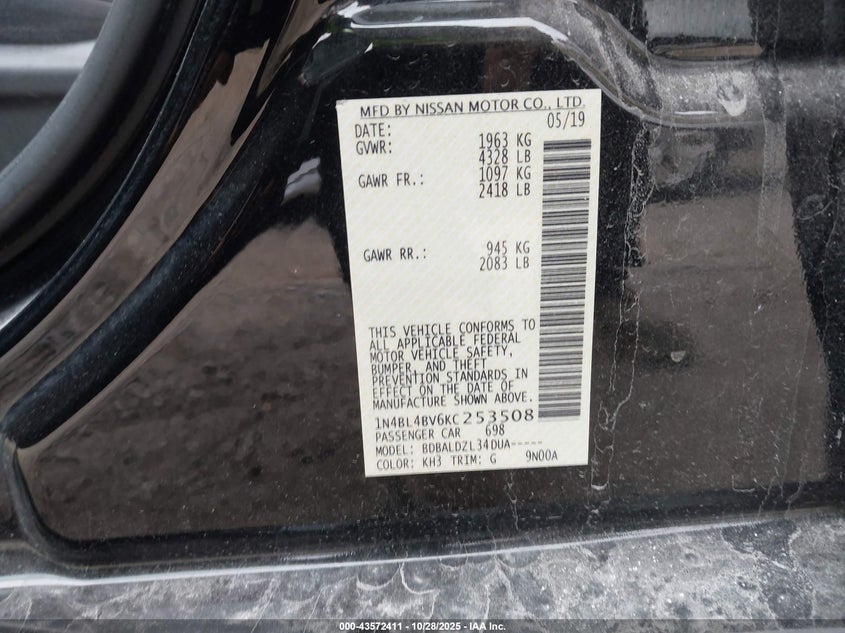 MFD BY NISSAN MOTOR CO., LTD.
DATE: 05/19
GVWR: 1963 KG
4328 LB
GAWR FR.: 1097 KG
2418 LB
GAWR RR.: 945 KG
2083 LB
THIS VEHICLE CONFORMS TO
ALL APPLICABLE FEDERAL
MOTOR VEHICLE SAFETY,
BUMPER, AND THEFT
PREVENTION STANDARDS IN
EFFECT ON THE DATE OF
MANUFACTURE SHOWN ABOVE.
1N4BL4BV6KC253508
PASSENGER CAR 698
MODEL: BDBALDZL34DUA-----
COLOR: KH3 TRIM: G 9N00A
000-43572411 - 10/28/2025 - IAA Inc.